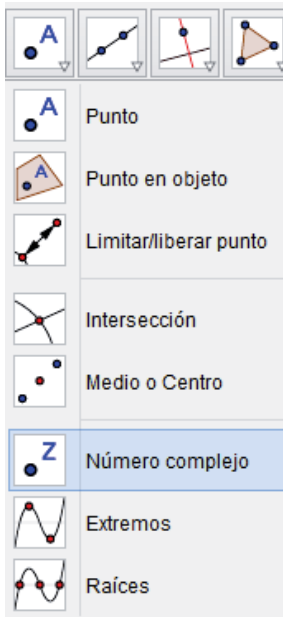 A
A
Punto
A
Punto en objeto
Limitar/liberar punto
Intersección
Medio o Centro
Z
Número complejo
Extremos
Raíces